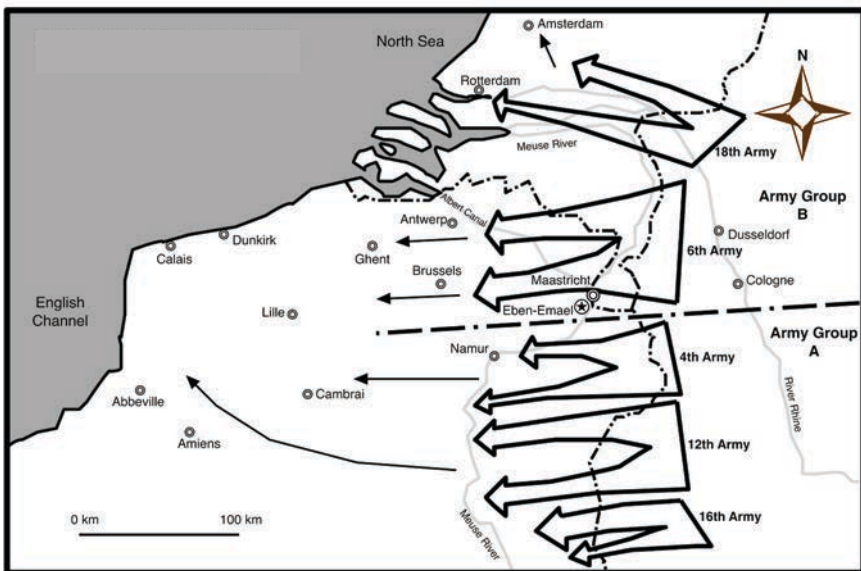 Amsterdam
North Sea
N
Rotterdam
18th Army
Meuse River
Army Group
B
Albert Canal
Antwerp
Dunkirk
Calais
Ghent
6th Army
Dusseldorf
Brussels
Maastricht
Cologne
English
Channel
Eben-Emael
Lille
Army Group
A
Namur
4th Army
River Rhine
Abbeville
Cambrai
Amiens
12th Army
0 km
100 km
16th Army
Meuse River